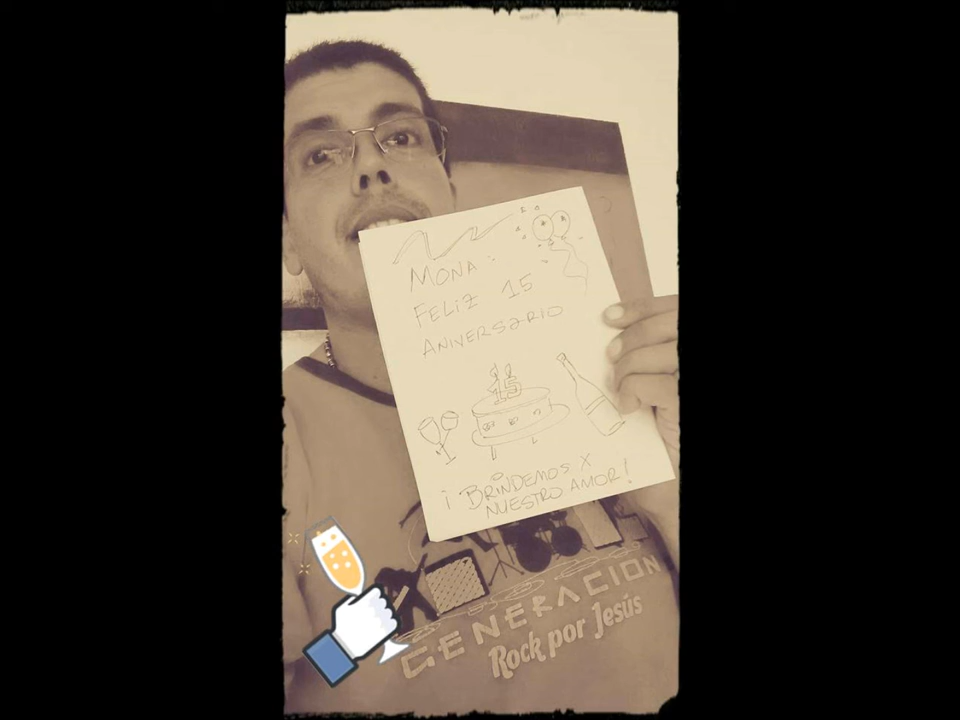 MONA:
FELIZ 15
ANIVERSARIO
15
¡BRINDEMOS X
NUESTRO AMOR!
GENERACION
Rock por Jesús